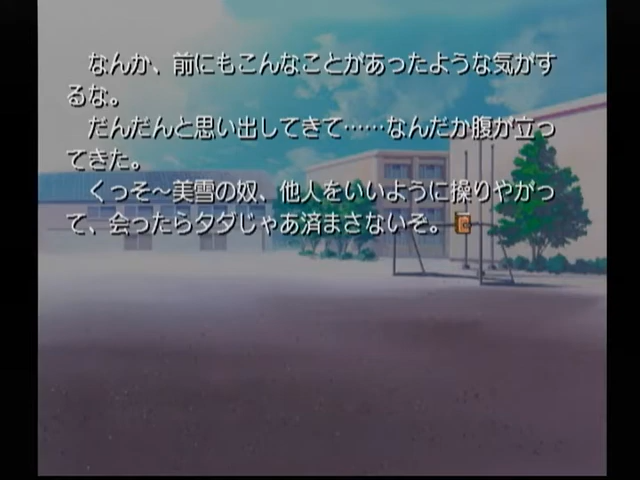 なんか、前にもこんなことがあったような気がす
るな。
だんだんと思い出してきて……なんだか腹が立っ
てきた。
くっそ～美雪の奴、他人をいいように操りやがっ
て、会ったらタダじゃあ済まさないぞ。